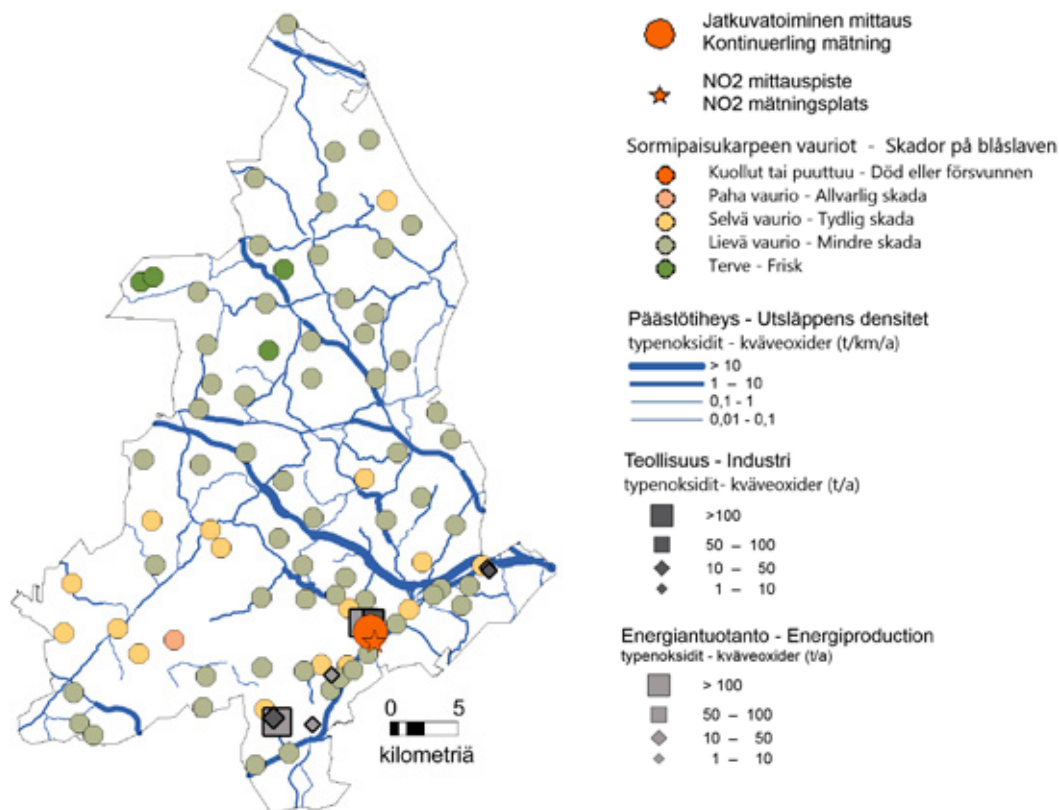 Jatkuvatoiminen mittaus
Kontinuerling mätning
NO2 mittauspiste
NO2 mätningsplats
Sormipaisukarpeen vauriot - Skador på blåslaven
Kuollut tai puuttuu - Död eller försvunnen
Paha vaurio - Allvarlig skada
Selvä vaurio - Tydlig skada
Lievä vaurio - Mindre skada
Terve - Frisk
Päästötiheys - Utsläppens densitet
typenoksidit - kväveoxider (t/km/a)
> 10
1 – 10
0,1 - 1
0,01 - 0,1
Teollisuus - Industri
typenoksidit- kväveoxider (t/a)
>100
50 – 100
10 – 50
1 – 10
Energiantuotanto - Energiproduction
typenoksidit - kväveoxider (t/a)
> 100
50 – 100
10 – 50
1 – 10
0 5
kilometriä